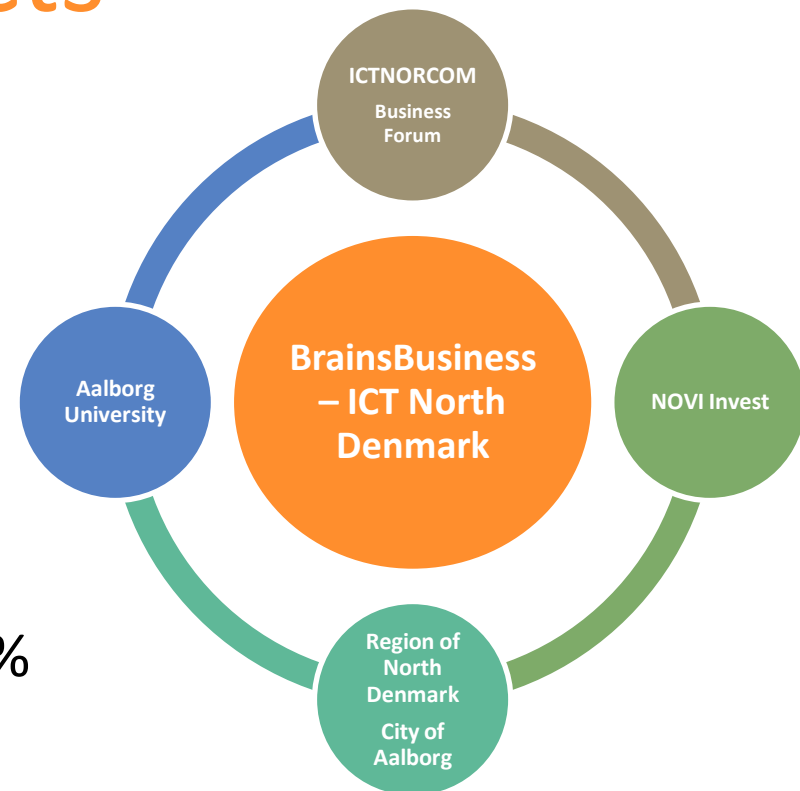 ICTNORCOM
Business
Forum
BrainsBusiness
– ICT North
Denmark
Aalborg
University
NOVI Invest
%
Region of
North
Denmark
City of
Aalborg